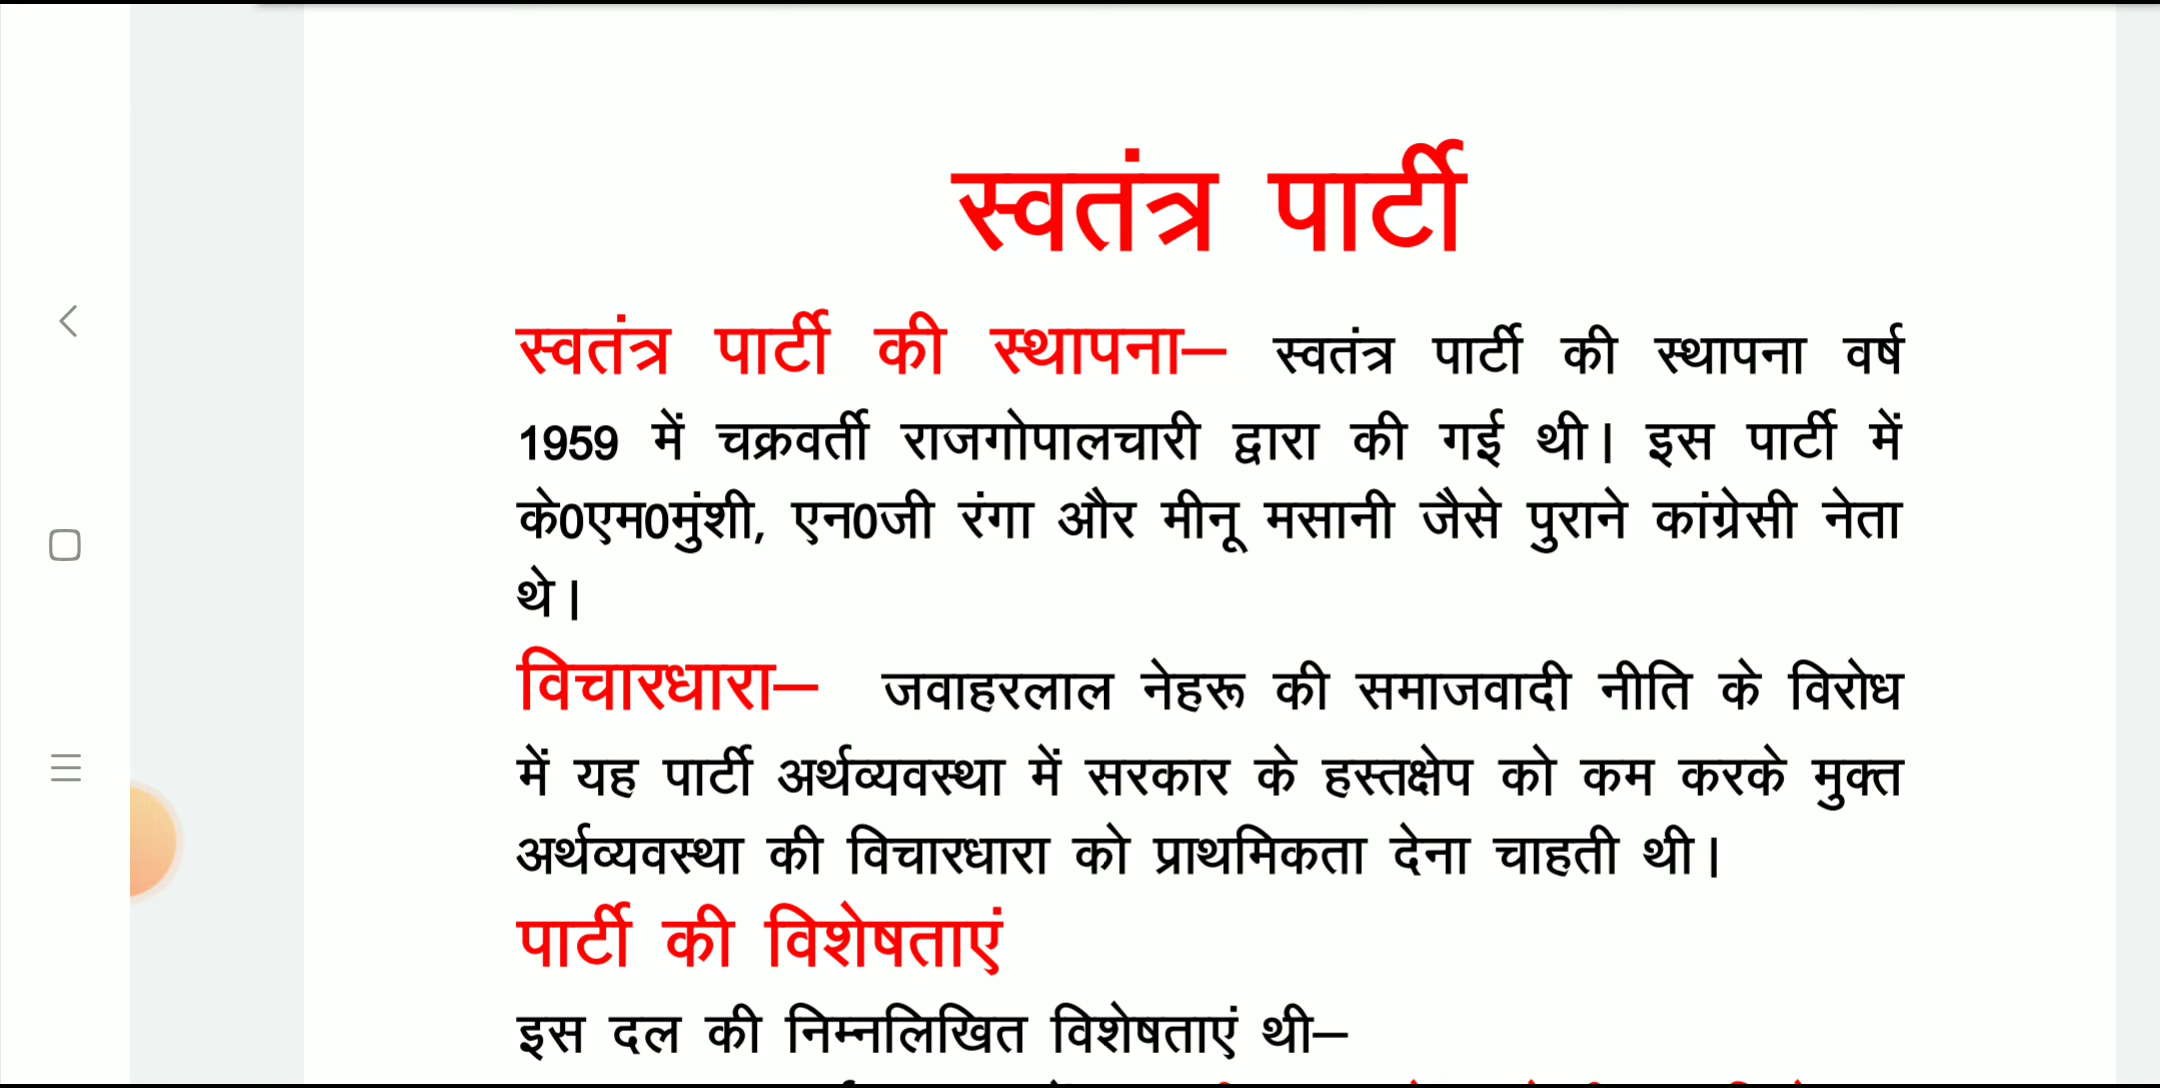 स्वतंत्र पार्टी
स्वतंत्र पार्टी की स्थापना– स्वतंत्र पार्टी की स्थापना वर्ष
1959 में चक्रवर्ती राजगोपालचारी द्वारा की गई थी। इस पार्टी में
के0एम0मुंशी, एन0जी रंगा और मीनू मसानी जैसे पुराने कांग्रेसी नेता
थे।
विचारधारा– जवाहरलाल नेहरू की समाजवादी नीति के विरोध
में यह पार्टी अर्थव्यवस्था में सरकार के हस्तक्षेप को कम करके मुक्त
अर्थव्यवस्था की विचारधारा को प्राथमिकता देना चाहती थी।
पार्टी की विशेषताएं
इस दल की निम्नलिखित विशेषताएं थी–